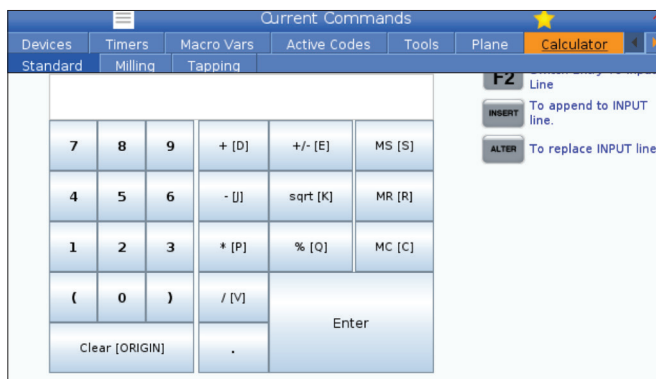 Current Commands
Devices Timers Macro Vars Active Codes Tools Plane Calculator
Standard Milling Tapping
F2
Line
INSERT To append to INPUT
line.
ALTER To replace INPUT line
7 8 9 + [D] +/- [E] MS [S]
4 5 6 - [J] sqrt [K] MR [R]
1 2 3 * [P] % [Q] MC [C]
( 0 ) / [V] Enter
Clear [ORIGIN] .